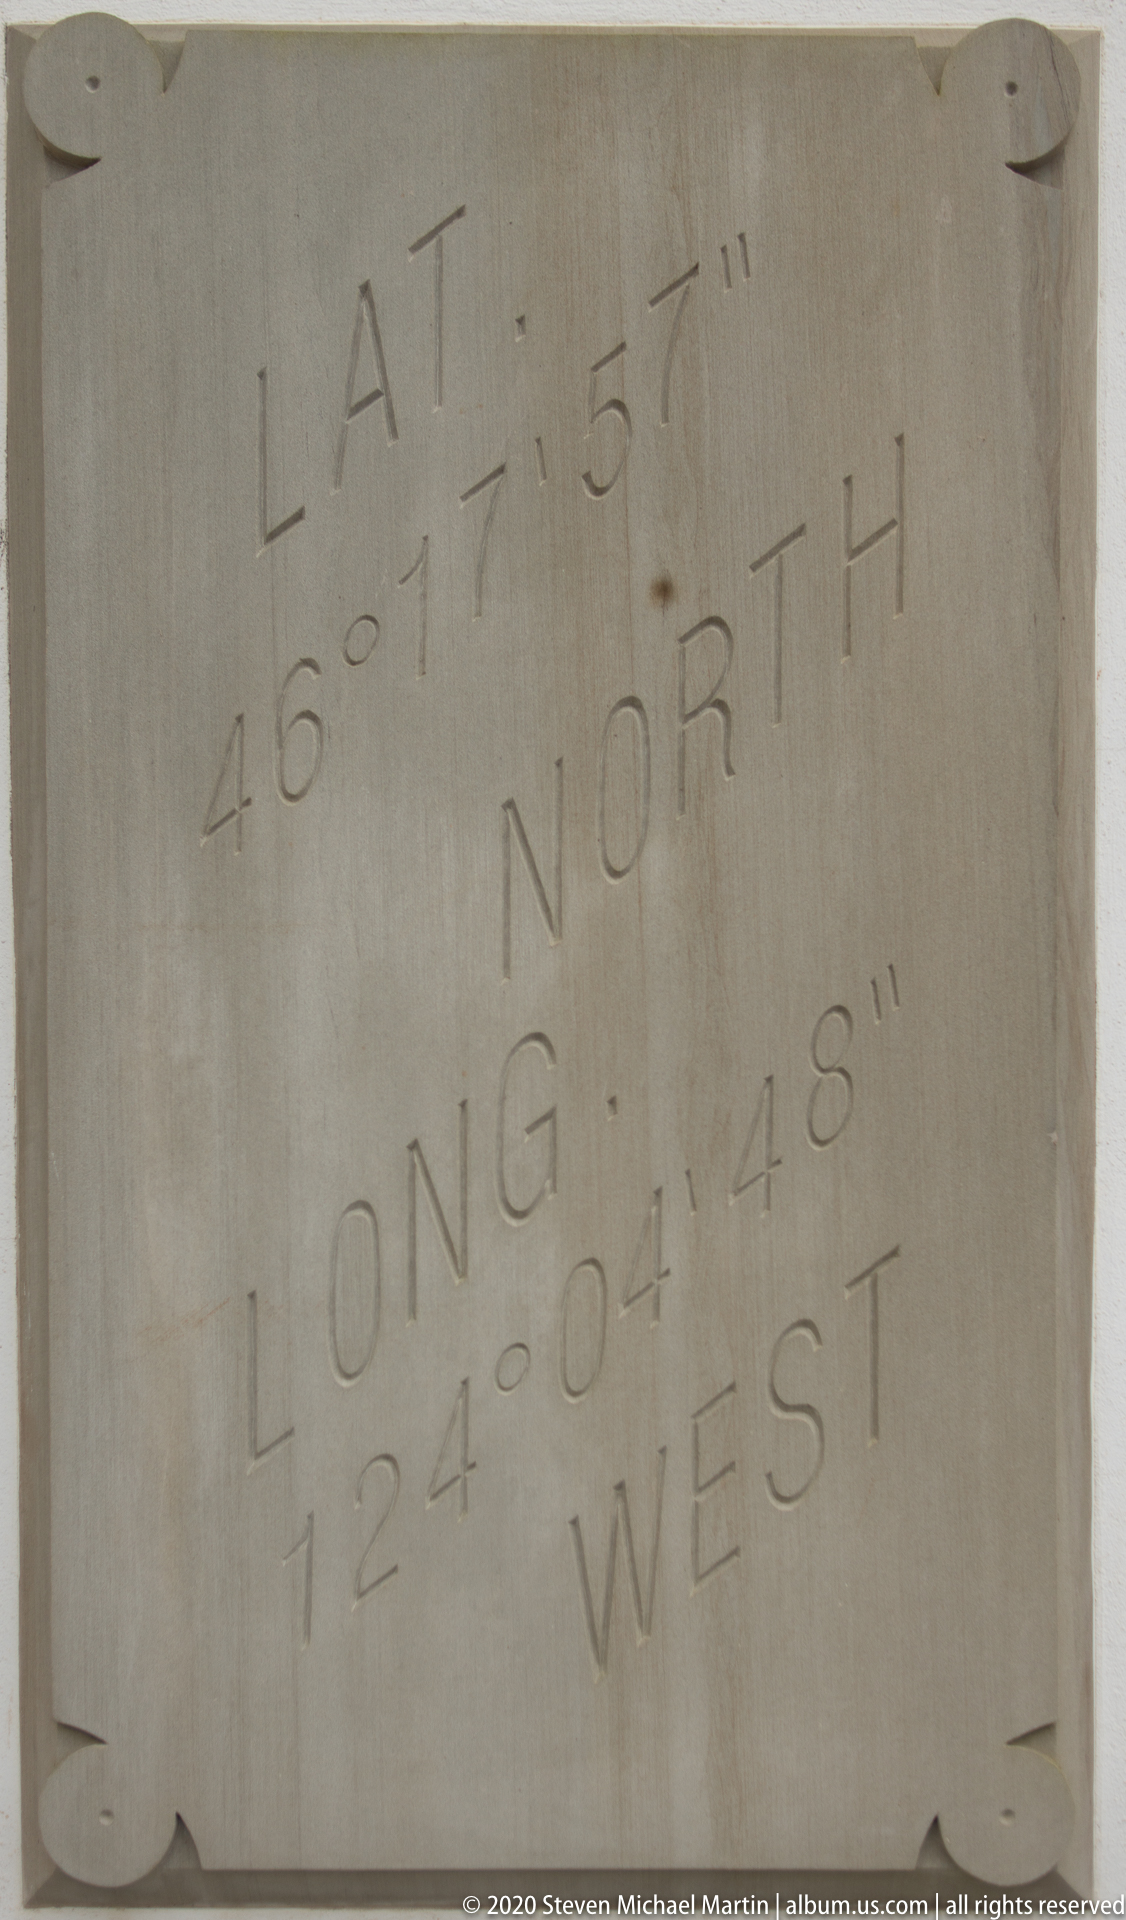 LAT.
46°17'57"
NORTH
LONG.
124°04'48"
WEST
© 2020 Steven Michael Martin | album.us.com | all rights reserved